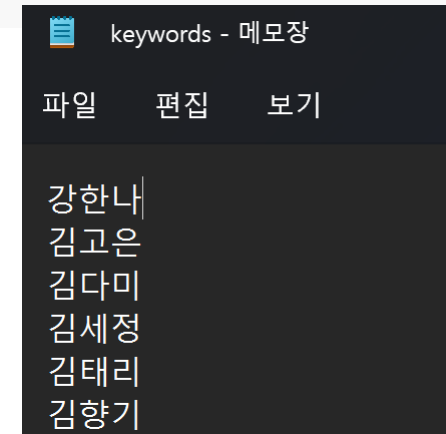 keywords - 메모장
파일 편집 보기
강한나
김고은
김다미
김세정
김태리
김향기